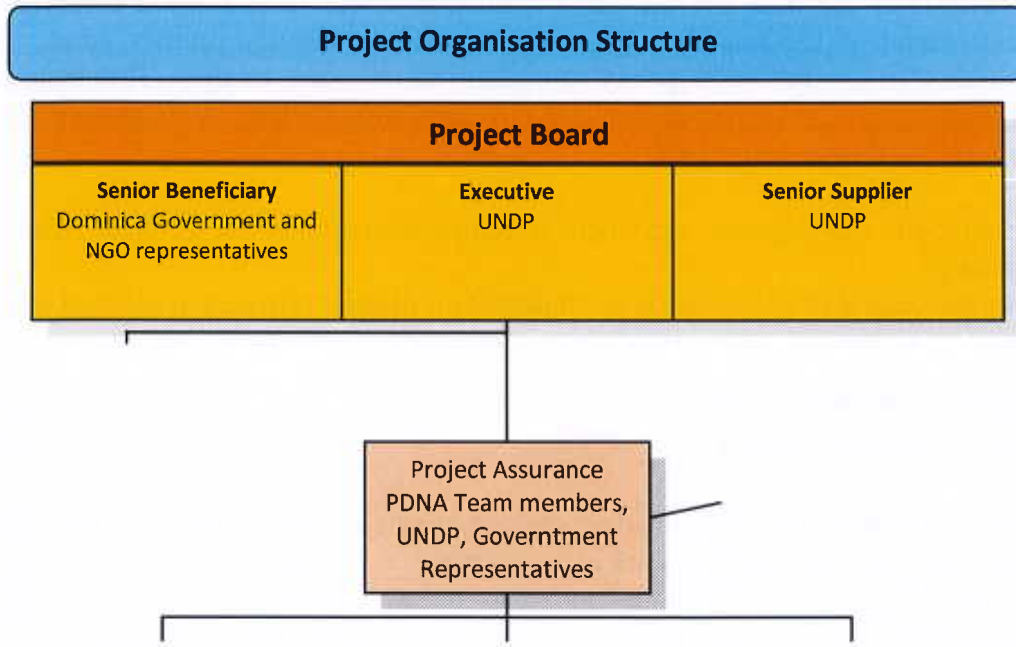 Project Organisation Structure
Project Board
Senior Beneficiary
Dominica Government and
NGO representatives
Executive
UNDP
Senior Supplier
UNDP
Project Assurance
PDNA Team members,
UNDP, Governtment
Representatives